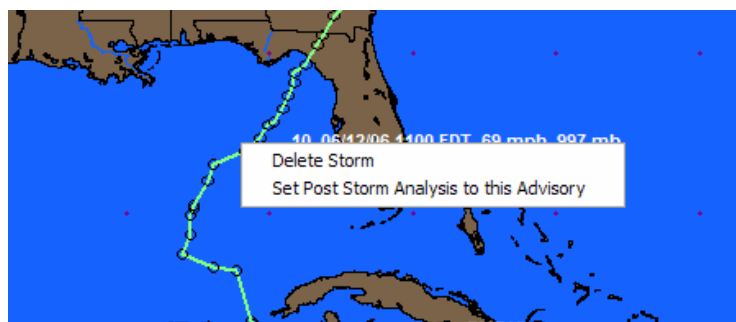 10 06/12/06 1100 EDT 69 mph 997 mb
Delete Storm
Set Post Storm Analysis to this Advisory